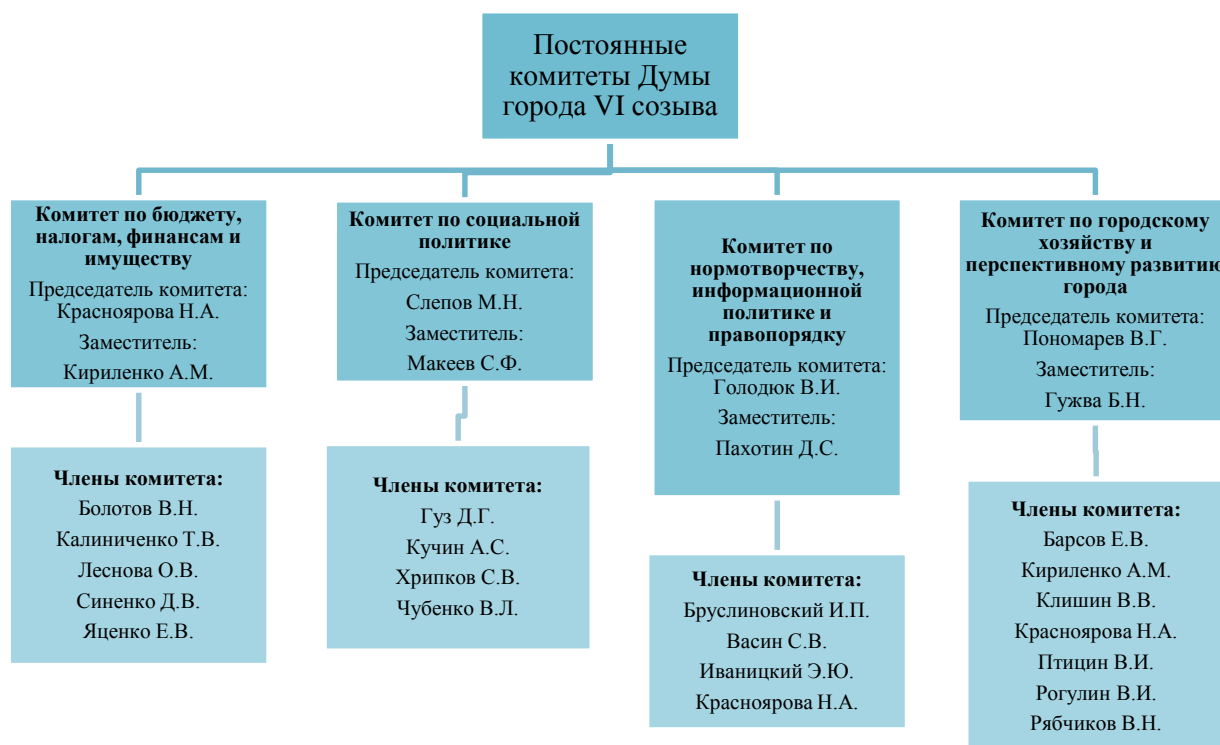 Постоянные
комитеты Думы
города VI созыва
Комитет по бюджету,
налогам, финансам и
имуществу
Председатель комитета:
Красноярова Н.А.
Заместитель:
Кириленко А.М.
Члены комитета:
Болотов В.Н.
Калиниченко Т.В.
Леснова О.В.
Синенко Д.В.
Яценко Е.В.
Комитет по социальной
политике
Председатель комитета:
Слепов М.Н.
Заместитель:
Макеев С.Ф.
Члены комитета:
Гуз Д.Г.
Кучин А.С.
Хрипков С.В.
Чубенко В.Л.
Комитет по
нормотворчеству,
информационной
политике и
правопорядку
Председатель комитета:
Голодюк В.И.
Заместитель:
Пахотин Д.С.
Члены комитета:
Бруслиновский И.П.
Васин С.В.
Иваницкий Э.Ю.
Красноярова Н.А.
Комитет по городскому
хозяйству и
перспективному развитию
города
Председатель комитета:
Пономарев В.Г.
Заместитель:
Гужва Б.Н.
Члены комитета:
Барсов Е.В.
Кириленко А.М.
Клишин В.В.
Красноярова Н.А.
Птицин В.И.
Рогулин В.И.
Рябчиков В.Н.